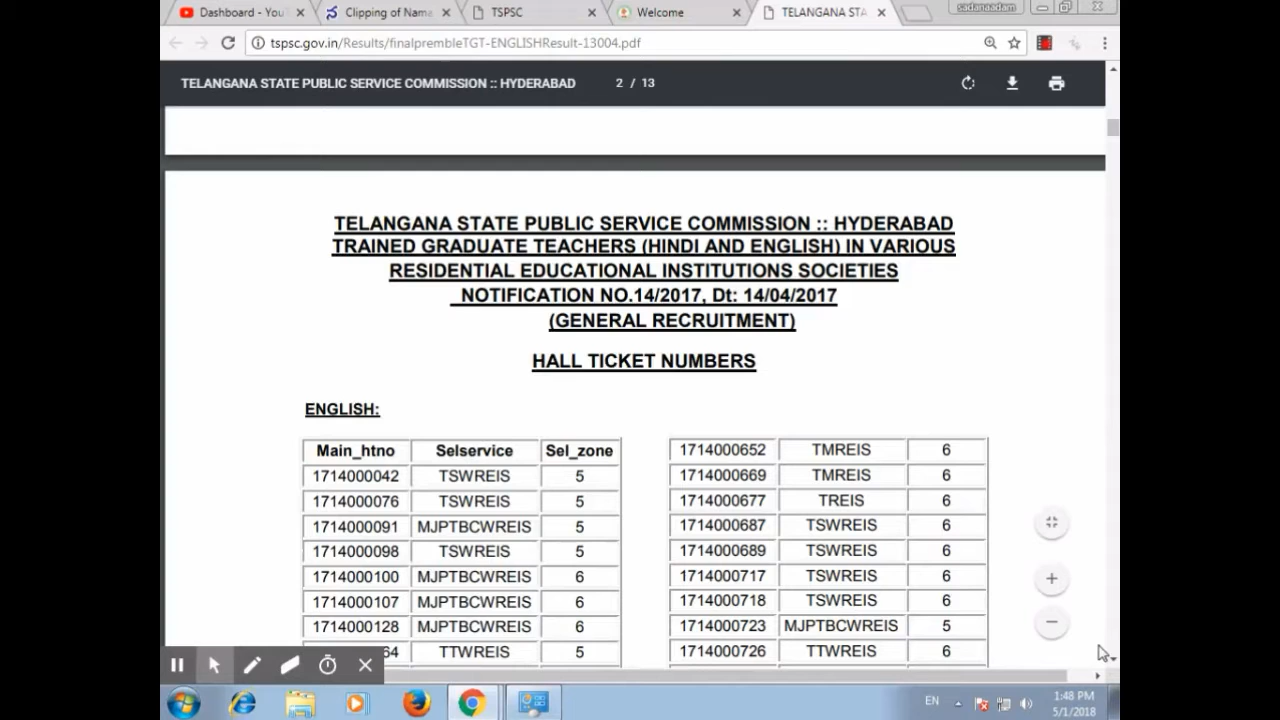 Dashboard - You
Clipping of Name
TSPSC
Welcome
TELANGANA STA
sadanaadam
tspsc.gov.in/Results/finalprembleTGT-ENGLISHResult-13004.pdf
TELANGANA STATE PUBLIC SERVICE COMMISSION :: HYDERABAD 2 / 13
TELANGANA STATE PUBLIC SERVICE COMMISSION :: HYDERABAD
TRAINED GRADUATE TEACHERS (HINDI AND ENGLISH) IN VARIOUS
RESIDENTIAL EDUCATIONAL INSTITUTIONS SOCIETIES
NOTIFICATION NO.14/2017, Dt: 14/04/2017
(GENERAL RECRUITMENT)
HALL TICKET NUMBERS
ENGLISH:
Main_htno Selservice Sel_zone
1714000042 TSWREIS 5
1714000076 TSWREIS 5
1714000091 MJPTBCWREIS 5
1714000098 TSWREIS 5
1714000100 MJPTBCWREIS 6
1714000107 MJPTBCWREIS 6
1714000128 MJPTBCWREIS 6
64 TTWREIS 5
1714000652 TMREIS 6
1714000669 TMREIS 6
1714000677 TREIS 6
1714000687 TSWREIS 6
1714000689 TSWREIS 6
1714000717 TSWREIS 6
1714000718 TSWREIS 6
1714000723 MJPTBCWREIS 5
1714000726 TTWREIS 6
EN
1:48 PM
5/1/2018